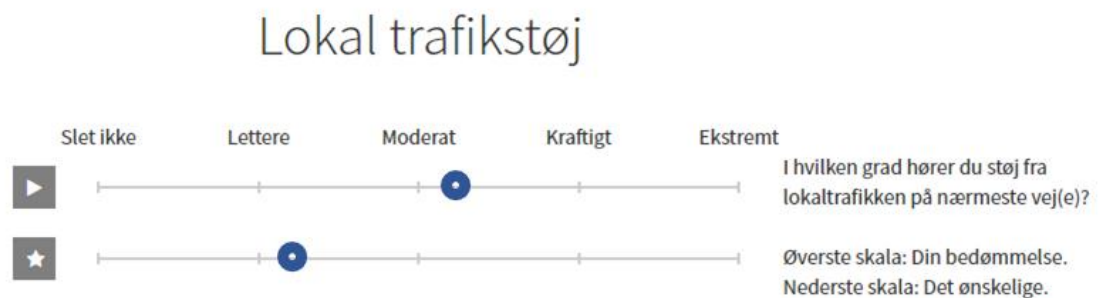 Lokal trafikstøj
Slet ikke Lettere Moderat Kraftigt Ekstremt
I hvilken grad hører du støj fra
lokaltrafikken på nærmeste vej(e)?
Øverste skala: Din bedømmelse.
Nederste skala: Det ønskelige.